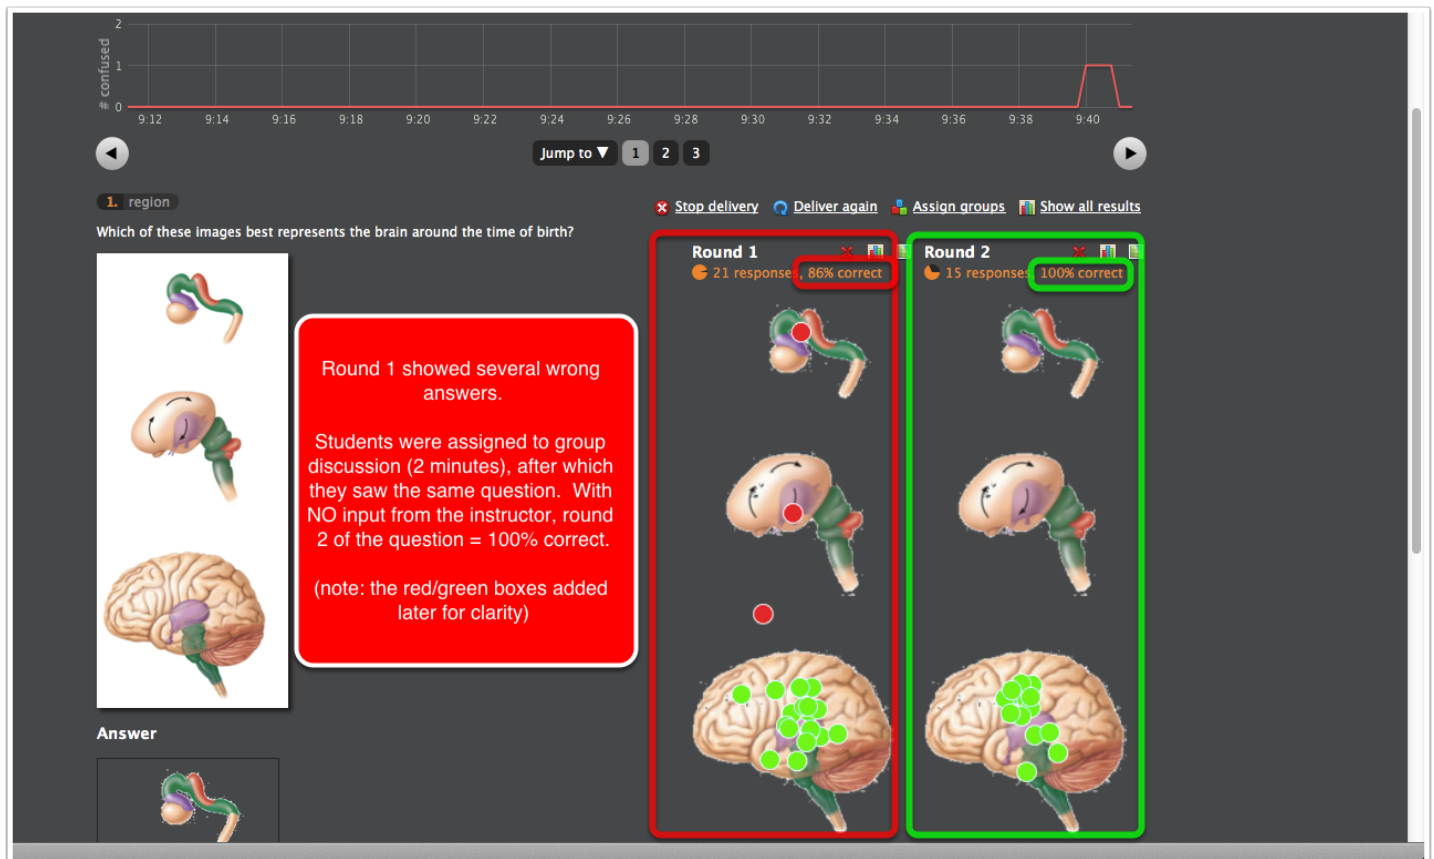 2
# confused
1
0
9:12 9:14 9:16 9:18 9:20 9:22 9:24 9:26 9:28 9:30 9:32 9:34 9:36 9:38 9:40
Jump to ▼ 1 2 3
1. region
Stop delivery Deliver again Assign groups Show all results
Which of these images best represents the brain around the time of birth?
Round 1
21 responses, 86% correct
Round 2
15 responses, 100% correct
Round 1 showed several wrong
answers.
Students were assigned to group
discussion (2 minutes), after which
they saw the same question. With
NO input from the instructor, round
2 of the question = 100% correct.
(note: the red/green boxes added
later for clarity)
Answer